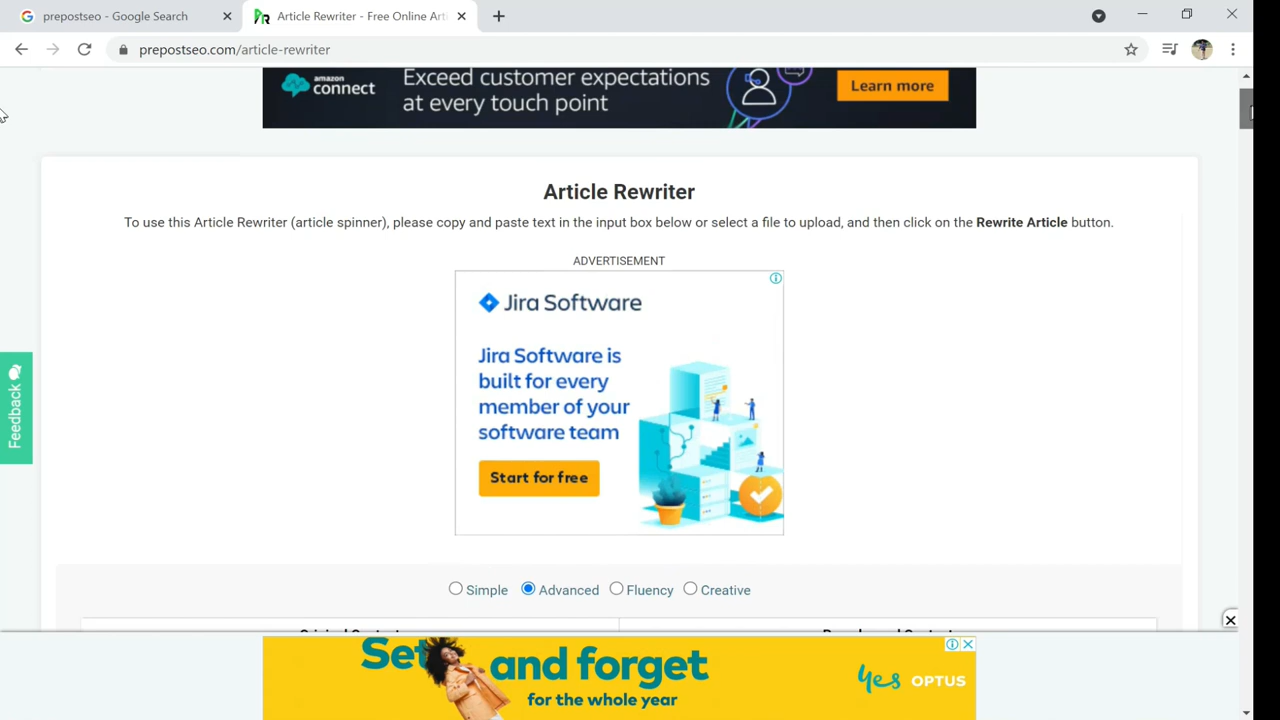 prepostseo - Google Search
Article Rewriter - Free Online Arti
prepostseo.com/article-rewriter
amazon connect
Exceed customer expectations
at every touch point
Learn more
Article Rewriter
To use this Article Rewriter (article spinner), please copy and paste text in the input box below or select a file to upload, and then click on the Rewrite Article button.
ADVERTISEMENT
Jira Software
Jira Software is
built for every
member of your
software team
Start for free
Feedback
Simple
Advanced
Fluency
Creative
Set
and forget
for the whole year
yes OPTUS